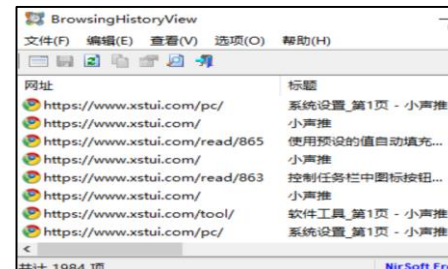 BrowsingHistoryView
文件(F) 编辑(E) 查看(V) 选项(O) 帮助(H)
网址 标题
https://www.xstui.com/pc/ 系统设置_第1页 - 小声推
https://www.xstui.com/ 小声推
https://www.xstui.com/read/865 使用预设的值自动填充...
https://www.xstui.com/ 小声推
https://www.xstui.com/read/863 控制任务栏中图标按钮...
https://www.xstui.com/ 小声推
https://www.xstui.com/tool/ 软件工具_第1页 - 小声推
https://www.xstui.com/pc/ 系统设置_第1页 - 小声推
共计 1984 项 NirSoft Fre